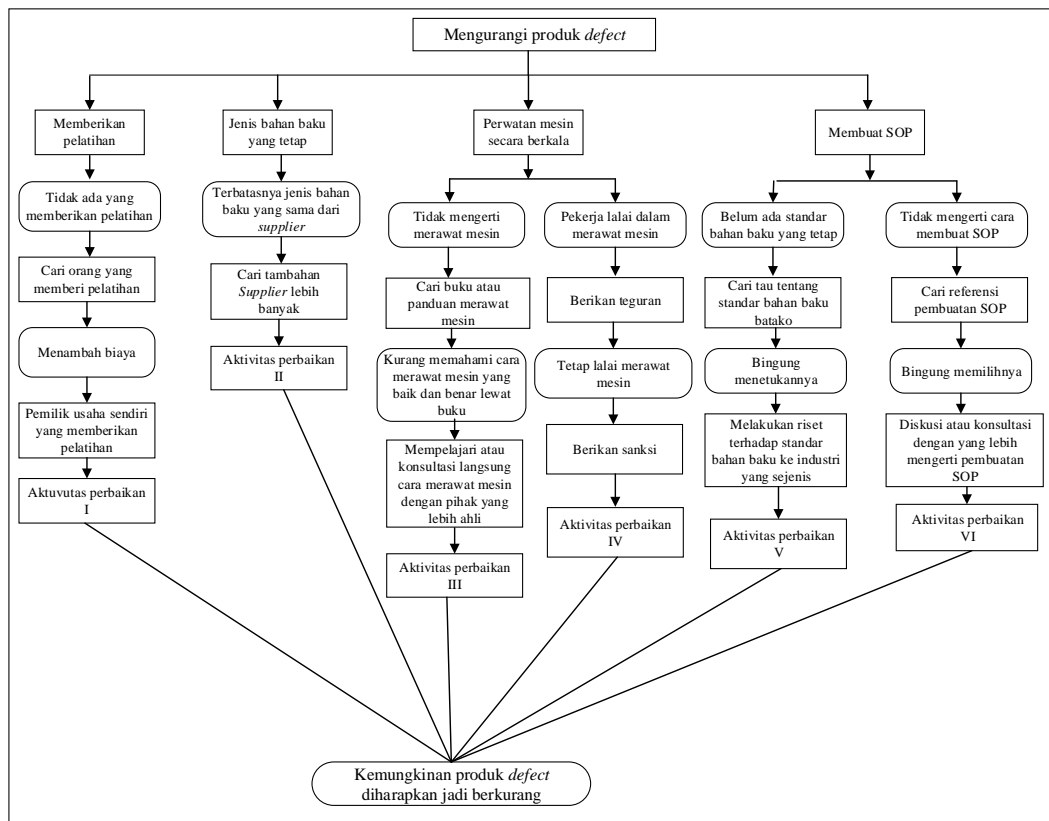 Mengurangi produk defect
Memberikan
pelatihan
Jenis bahan baku
yang tetap
Perwatan mesin
secara berkala
Membuat SOP
Tidak ada yang
memberikan pelatihan
Terbatasnya jenis bahan
baku yang sama dari
supplier
Tidak mengerti
merawat mesin
Pekerja lalai dalam
merawat mesin
Belum ada standar
bahan baku yang tetap
Tidak mengerti cara
membuat SOP
Cari orang yang
memberi pelatihan
Cari tambahan
Supplier lebih
banyak
Cari buku atau
panduan merawat
mesin
Berikan teguran
Cari tau tentang
standar bahan baku
batako
Cari referensi
pembuatan SOP
Menambah biaya
Aktivitas perbaikan
II
Kurang memahami cara
merawat mesin yang
baik dan benar lewat
buku
Tetap lalai merawat
mesin
Bingung
menetukannya
Bingung memilihnya
Pemilik usaha sendiri
yang memberikan
pelatihan
Mempelajari atau
konsultasi langsung
cara merawat mesin
dengan pihak yang
lebih ahli
Berikan sanksi
Melakukan riset
terhadap standar
bahan baku ke industri
yang sejenis
Diskusi atau konsultasi
dengan yang lebih
mengerti pembuatan
SOP
Aktuvutas perbaikan
I
Aktivitas perbaikan
III
Aktivitas perbaikan
IV
Aktivitas perbaikan
V
Aktivitas perbaikan
VI
Kemungkinan produk defect
diharapkan jadi berkurang